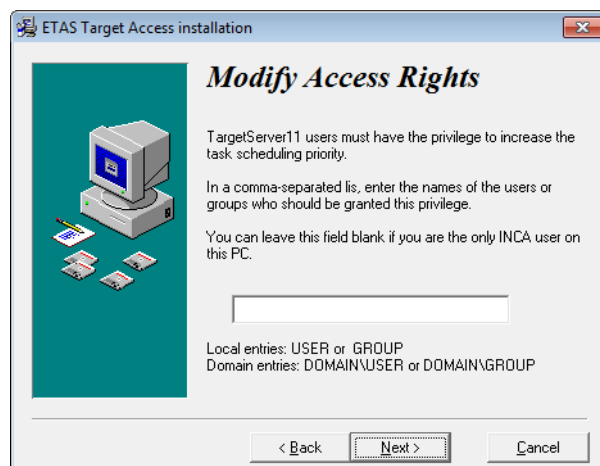 ETAS Target Access installation
Modify Access Rights
TargetServer11 users must have the privilege to increase the
task scheduling priority.
In a comma-separated lis, enter the names of the users or
groups who should be granted this privilege.
You can leave this field blank if you are the only INCA user on
this PC.
Local entries: USER or GROUP
Domain entries: DOMAIN\USER or DOMAIN\GROUP
< Back
Next >
Cancel